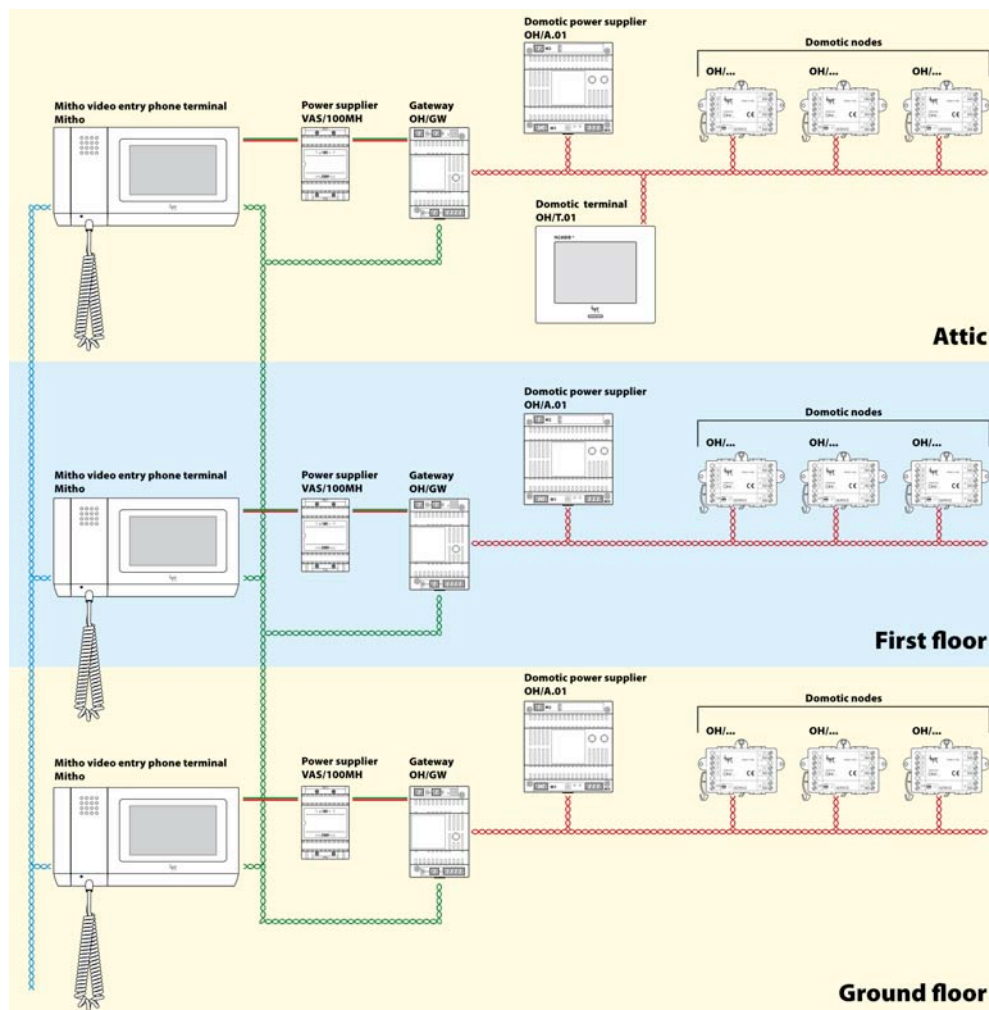 Domotic power supplier
OH/A.01
Domotic nodes
OH/...
OH/...
OH/...
Mitho video entry phone terminal
Mitho
Power supplier
VAS/100MH
Gateway
OH/GW
Domotic terminal
OH/T.01
Attic
Domotic power supplier
OH/A.01
Domotic nodes
OH/...
OH/...
OH/...
Mitho video entry phone terminal
Mitho
Power supplier
VAS/100MH
Gateway
OH/GW
First floor
Domotic power supplier
OH/A.01
Domotic nodes
OH/...
OH/...
OH/...
Mitho video entry phone terminal
Mitho
Power supplier
VAS/100MH
Gateway
OH/GW
Ground floor